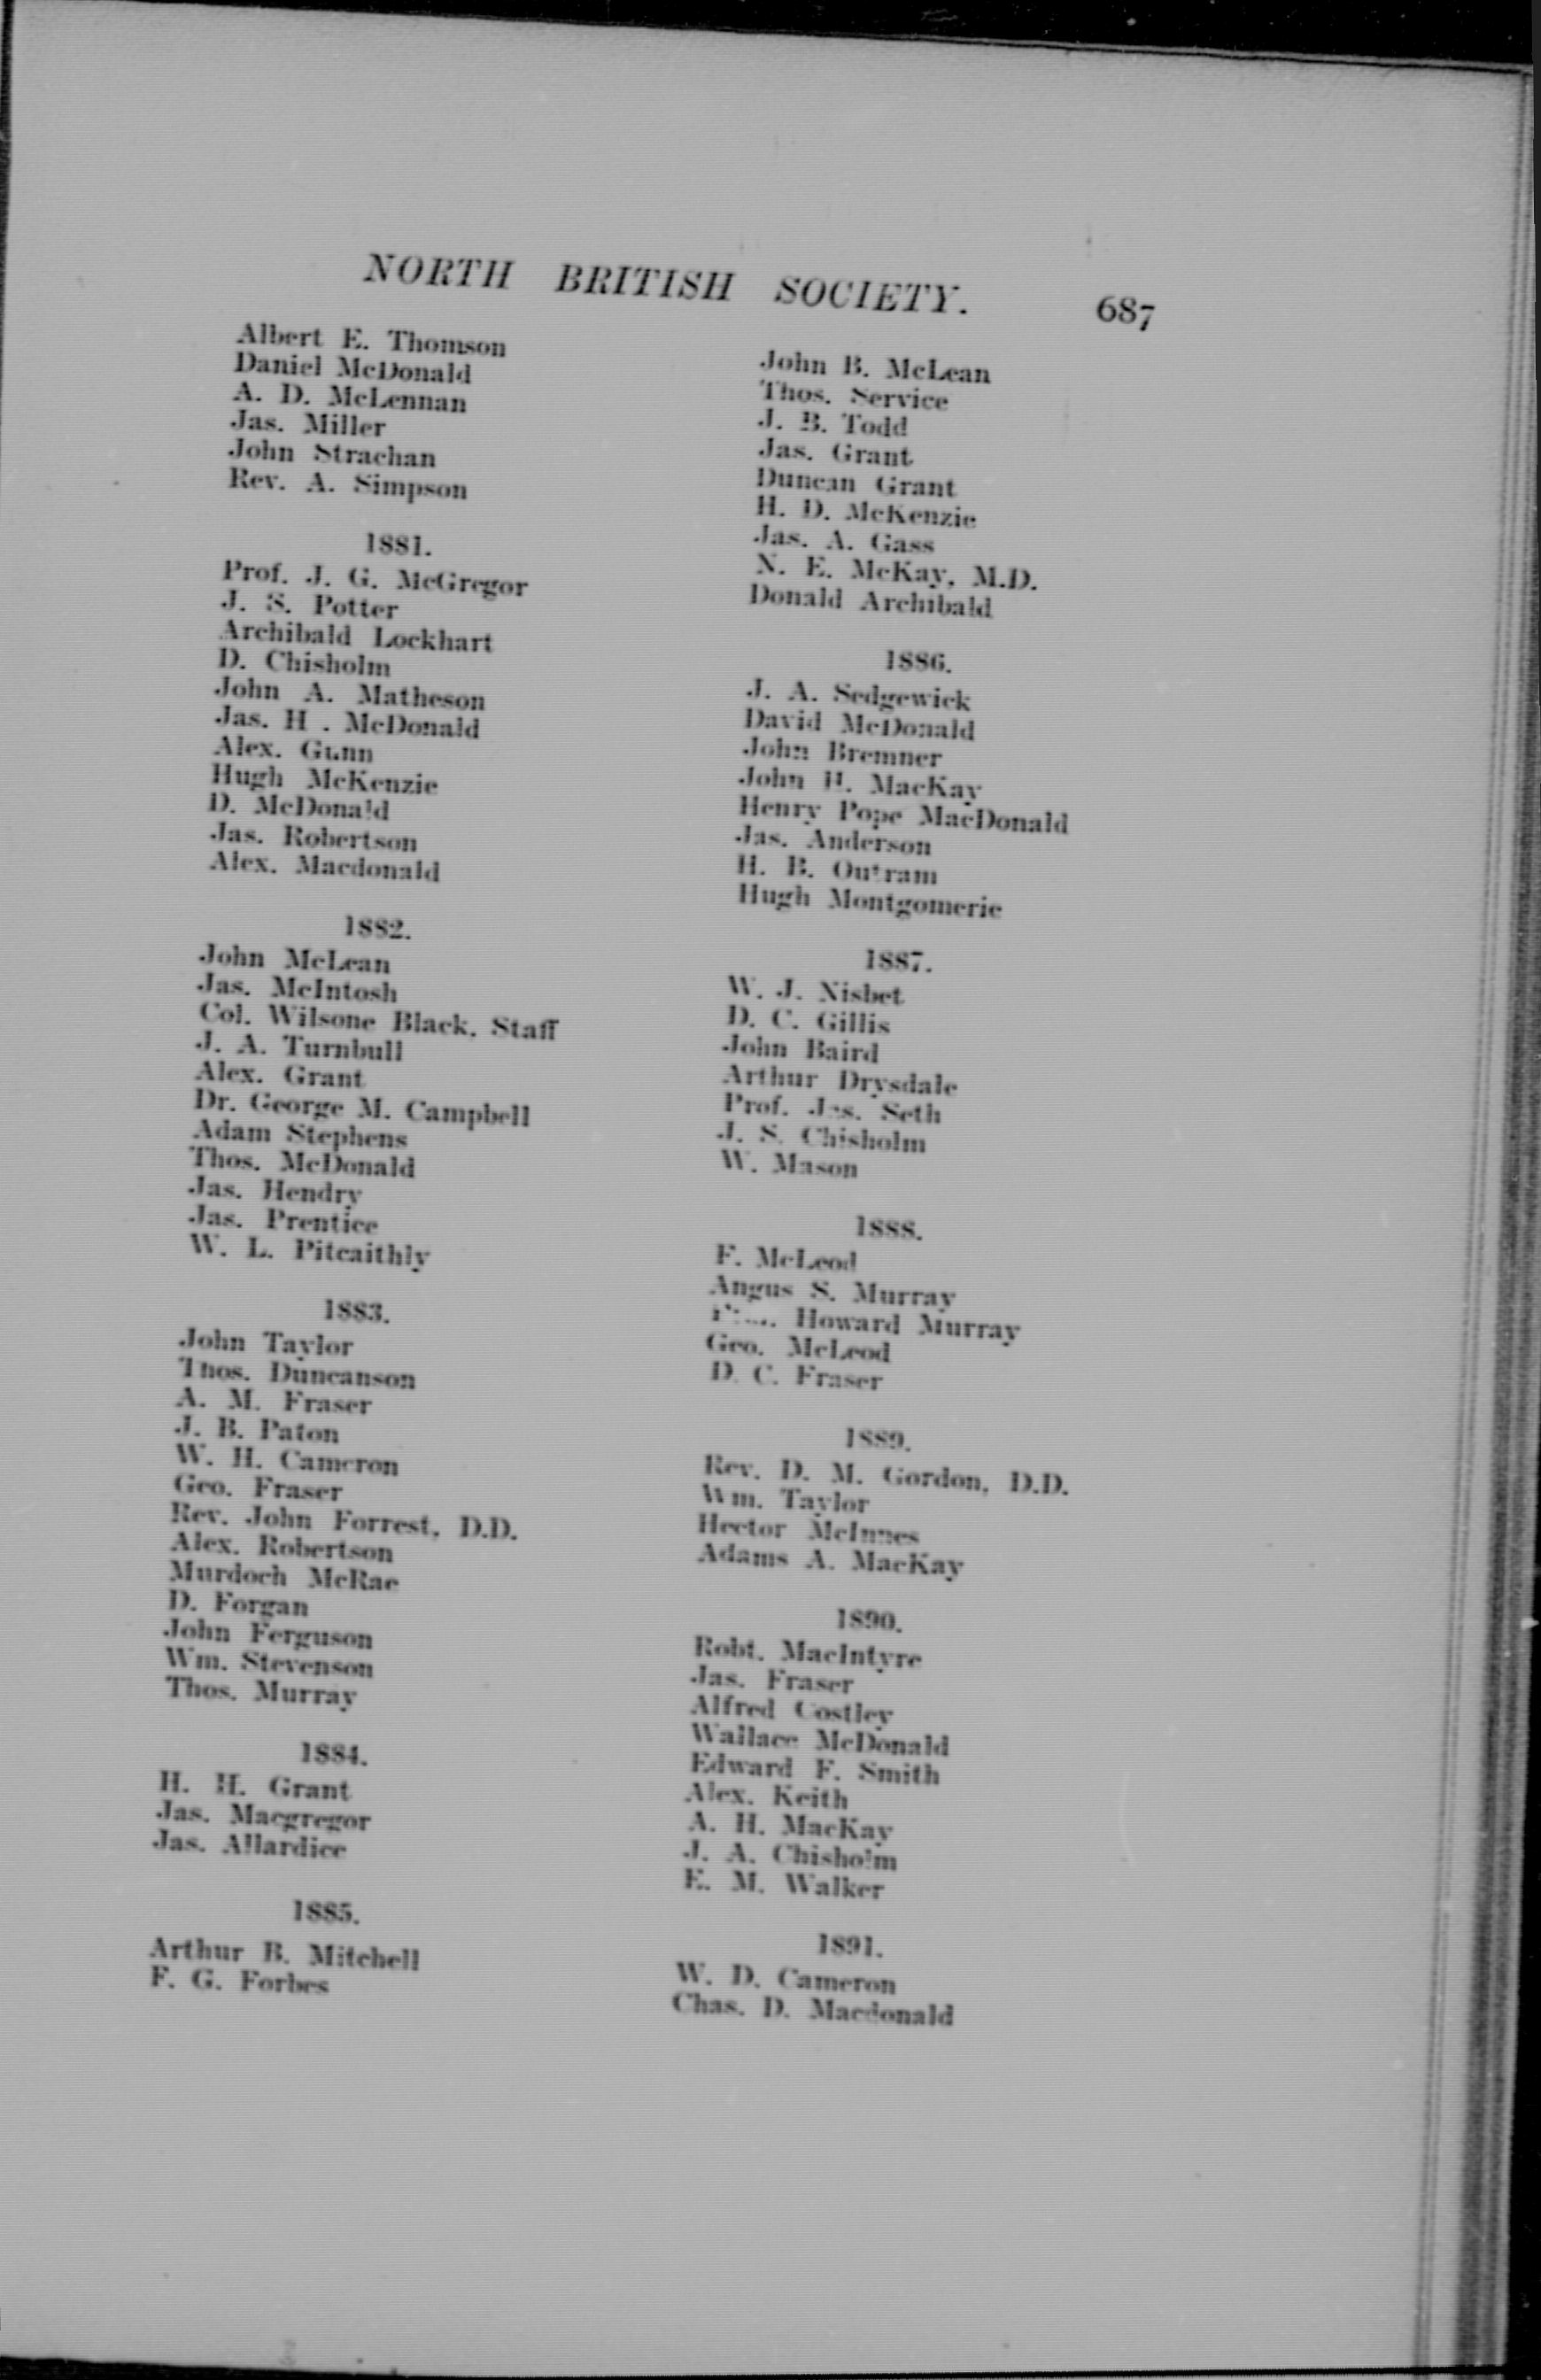 NORTH BRITISH SOCIETY. 687
Albert E. Thomson
Daniel McDonald
A. D. McLennan
Jas. Miller
John Strachan
Rev. A. Simpson
1881.
Prof. J. G. McGregor
J. S. Potter
Archibald Lockhart
D. Chisholm
John A. Matheson
Jas. H . McDonald
Alex. Gunn
Hugh McKenzie
D. McDonald
Jas. Robertson
Alex. Macdonald
1882.
John McLean
Jas. McIntosh
Col. Wilsone Black, Staff
J. A. Turnbull
Alex. Grant
Dr. George M. Campbell
Adam Stephens
Thos. McDonald
Jas. Hendry
Jas. Prentice
W. L. Pitcaithly
1883.
John Taylor
Thos. Duncanson
A. M. Fraser
J. B. Paton
W. H. Cameron
Geo. Fraser
Rev. John Forrest, D.D.
Alex. Robertson
Murdoch McRae
D. Forgan
John Ferguson
Wm. Stevenson
Thos. Murray
1884.
H. H. Grant
Jas. Macgregor
Jas. Allardice
1885.
Arthur B. Mitchell
F. G. Forbes
John B. McLean
Thos. Service
J. B. Todd
Jas. Grant
Duncan Grant
H. D. McKenzie
Jas. A. Gass
N. E. McKay, M.D.
Donald Archibald
1886.
J. A. Sedgewick
David McDonald
John Bremner
John H. MacKay
Henry Pope MacDonald
Jas. Anderson
H. B. Outram
Hugh Montgomerie
1887.
W. J. Nisbet
D. C. Gillis
John Baird
Arthur Drysdale
Prof. Jas. Seth
J. S. Chisholm
W. Mason
1888.
F. McLeod
Angus S. Murray
Howard Murray
Geo. McLeod
D. C. Fraser
1889.
Rev. D. M. Gordon, D.D.
Wm. Taylor
Hector McInnes
Adams A. MacKay
1890.
Robt. MacIntyre
Jas. Fraser
Alfred Costley
Wallace McDonald
Edward F. Smith
Alex. Keith
A. H. MacKay
J. A. Chisholm
E. M. Walker
1891.
W. D. Cameron
Chas. D. Macdonald